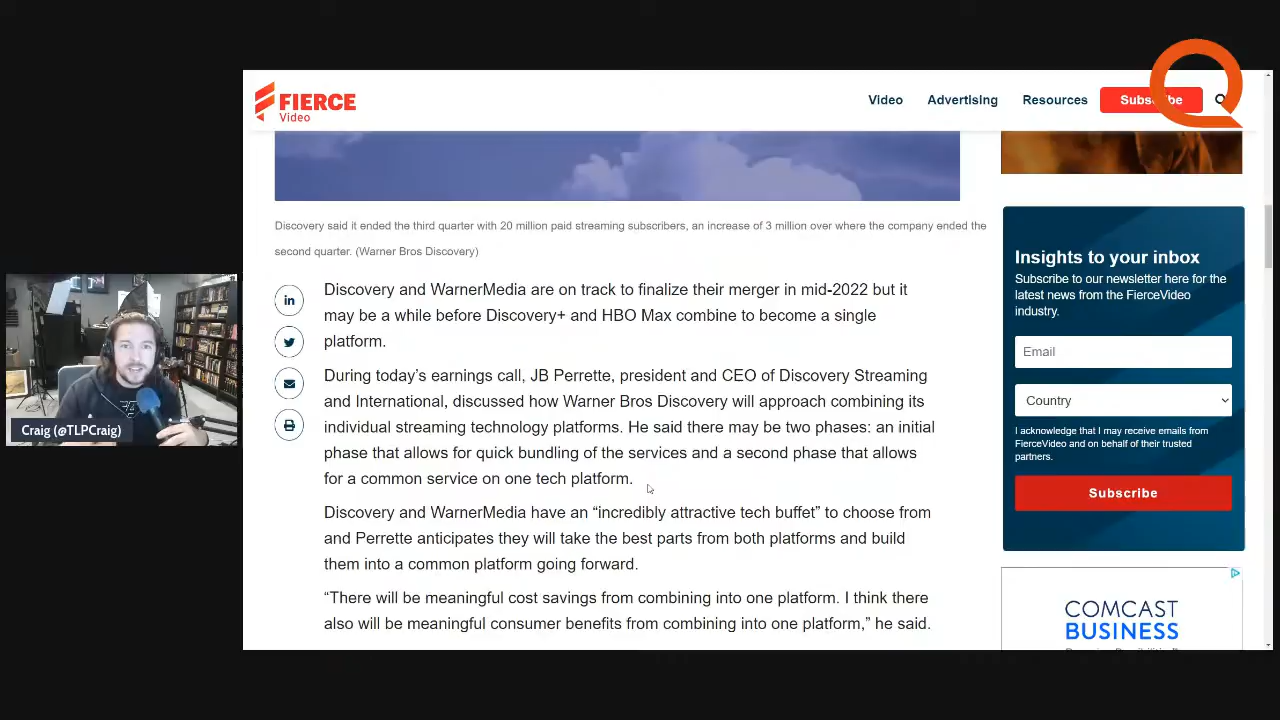 FIERCE
Video
Video
Advertising
Resources
Subscribe
Discovery said it ended the third quarter with 20 million paid streaming subscribers, an increase of 3 million over where the company ended the
second quarter. (Warner Bros Discovery)
Discovery and WarnerMedia are on track to finalize their merger in mid-2022 but it
may be a while before Discovery+ and HBO Max combine to become a single
platform.
During today’s earnings call, JB Perrette, president and CEO of Discovery Streaming
and International, discussed how Warner Bros Discovery will approach combining its
individual streaming technology platforms. He said there may be two phases: an initial
phase that allows for quick bundling of the services and a second phase that allows
for a common service on one tech platform.
Discovery and WarnerMedia have an “incredibly attractive tech buffet” to choose from
and Perrette anticipates they will take the best parts from both platforms and build
them into a common platform going forward.
“There will be meaningful cost savings from combining into one platform. I think there
also will be meaningful consumer benefits from combining into one platform,” he said.
Insights to your inbox
Subscribe to our newsletter here for the
latest news from the FierceVideo
industry.
Email
Country
I acknowledge that I may receive emails from
FierceVideo and on behalf of their trusted
partners.
Subscribe
COMCAST
BUSINESS
Craig (@TLPCraig)